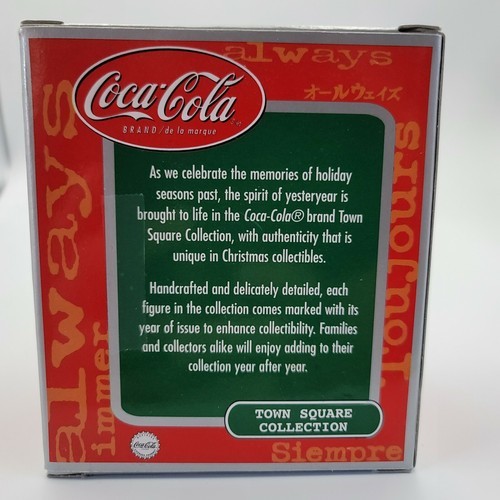 always
Coca-Cola
BRAND / de la marque
オールウェイズ
As we celebrate the memories of holiday
seasons past, the spirit of yesteryear is
brought to life in the Coca-Cola® brand Town
Square Collection, with authenticity that is
unique in Christmas collectibles.
Handcrafted and delicately detailed, each
figure in the collection comes marked with its
year of issue to enhance collectibility. Families
and collectors alike will enjoy adding to their
collection year after year.
always
immer
Toujours
TOWN SQUARE
COLLECTION
Siempre
Coca-Cola